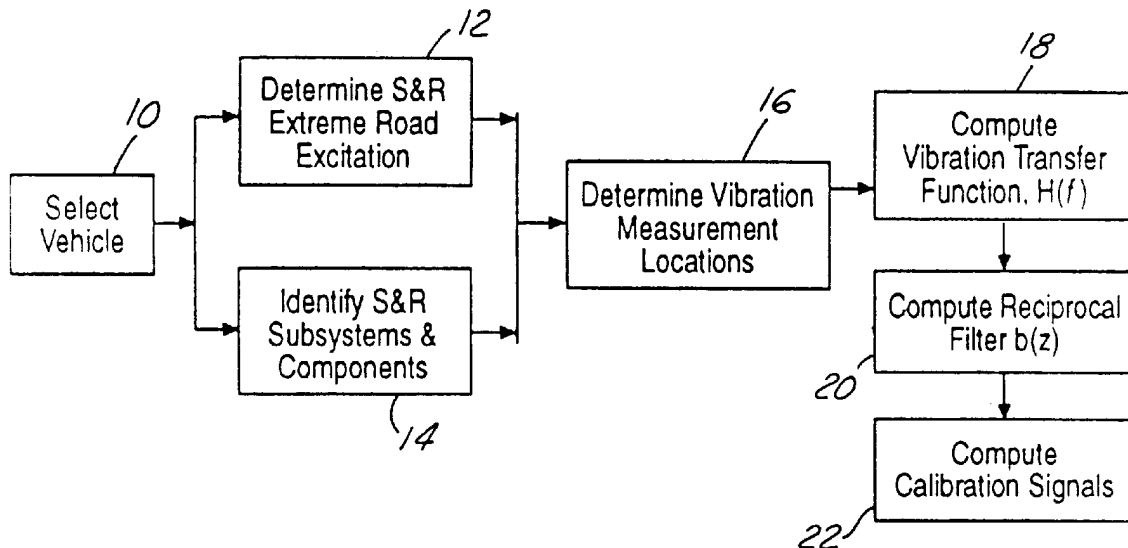 10
Select
Vehicle
12
Determine S&R
Extreme Road
Excitation
14
Identify S&R
Subsystems &
Components
16
Determine Vibration
Measurement
Locations
18
Compute
Vibration Transfer
Function, H(f)
20
Compute Reciprocal
Filter b(z)
22
Compute
Calibration Signals